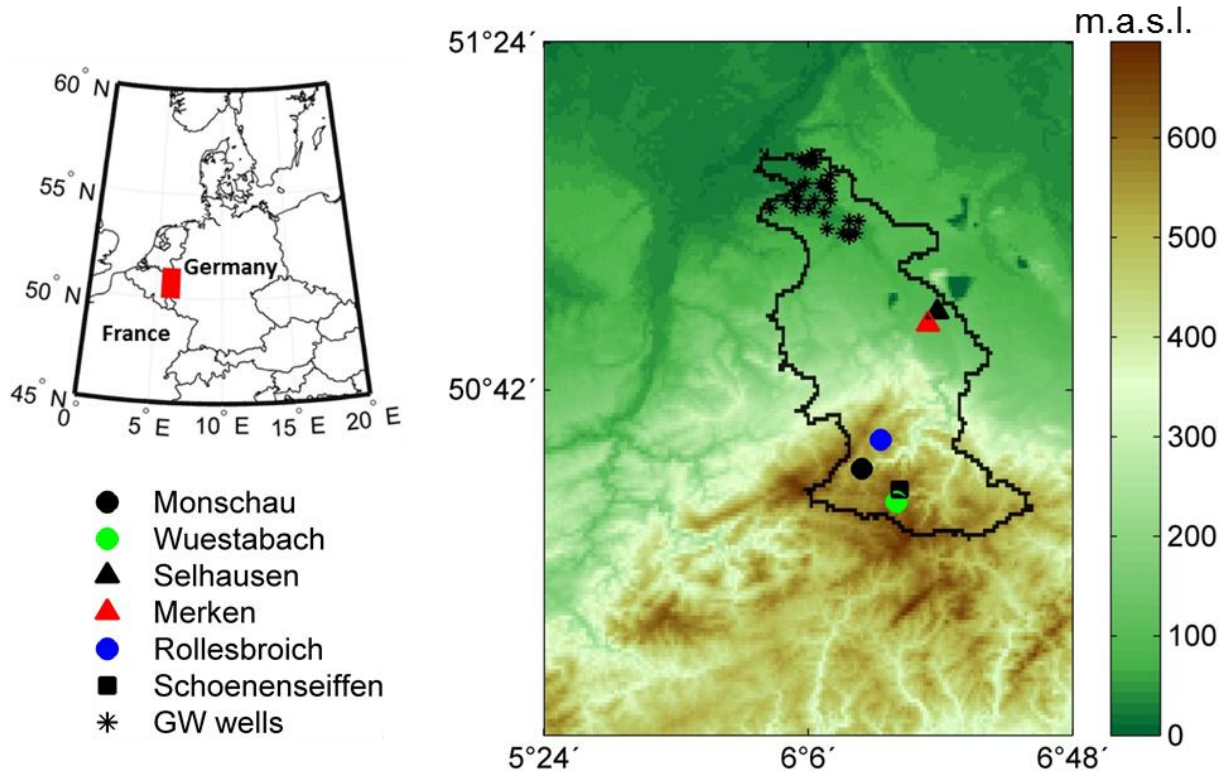 60° N
55°
50° N
45° N
0°
5° E
10° E
15° E
20° E
Germany
France
Monschau
Wuestabach
Selhausen
Merken
Rollesbroich
Schoenenseiffen
GW wells
51°24´
50°42´
5°24´
6°6´
6°48´
m.a.s.l.
600
500
400
300
200
100
0